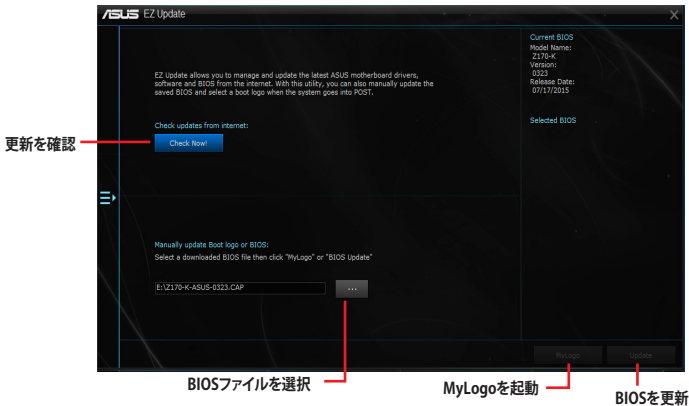 ASUS EZ Update
Current BIOS
Model Name:
Z170-K
Version:
0323
Release Date:
07/17/2015
Selected BIOS
EZ Update allows you to manage and update the latest ASUS motherboard drivers,
software and BIOS from the internet. With this utility, you can also manually update the
saved BIOS and select a boot logo when the system goes into POST.
Check updates from internet:
Check Now!
更新を確認
Manually update Boot logo or BIOS:
Select a downloaded BIOS file then click "MyLogo" or "BIOS Update"
E:\Z170-K-ASUS-0323.CAP
...
MyLogo
Update
BIOSファイルを選択
MyLogoを起動
BIOSを更新